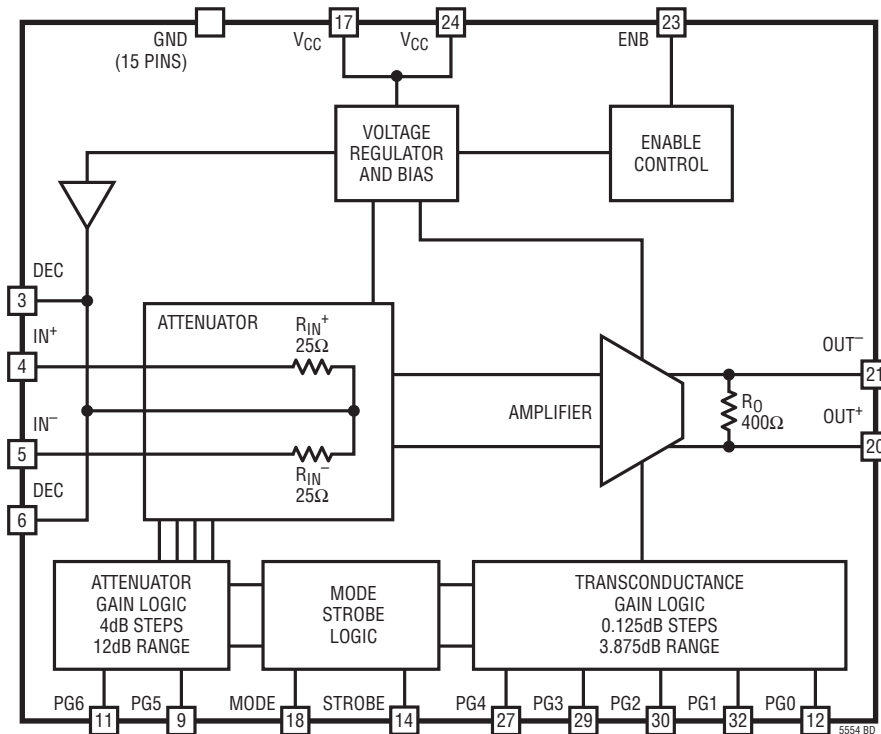 17
24
23
GND
(15 PINS)
VCC
VCC
ENB
VOLTAGE
REGULATOR
AND BIAS
ENABLE
CONTROL
DEC
3
ATTENUATOR
RIN+
25Ω
IN+
4
OUT−
21
AMPLIFIER
RO
400Ω
OUT+
20
IN−
5
RIN−
25Ω
DEC
6
ATTENUATOR
GAIN LOGIC
4dB STEPS
12dB RANGE
MODE
STROBE
LOGIC
TRANSCONDUCTANCE
GAIN LOGIC
0.125dB STEPS
3.875dB RANGE
PG6
11
PG5
9
MODE
18
STROBE
14
PG4
27
PG3
29
PG2
30
PG1
32
PG0
12
5554 BD